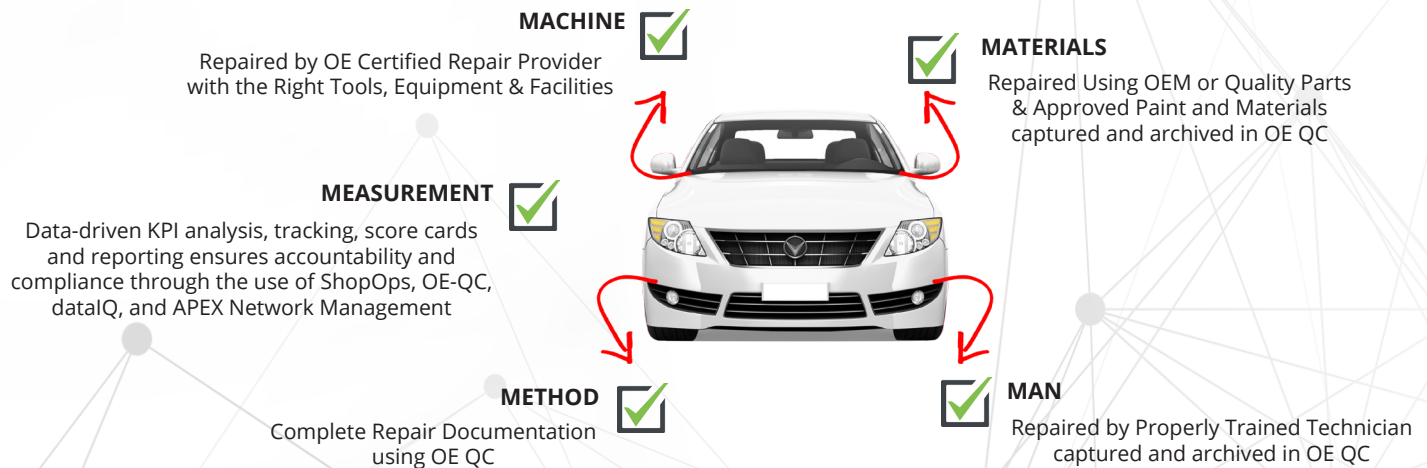 MACHINE
Repaired by OE Certified Repair Provider
with the Right Tools, Equipment & Facilities
MATERIALS
Repaired Using OEM or Quality Parts
& Approved Paint and Materials
captured and archived in OE QC
MEASUREMENT
Data-driven KPI analysis, tracking, score cards
and reporting ensures accountability and
compliance through the use of ShopOps, OE-QC,
dataIQ, and APEX Network Management
METHOD
Complete Repair Documentation
using OE QC
MAN
Repaired by Properly Trained Technician
captured and archived in OE QC